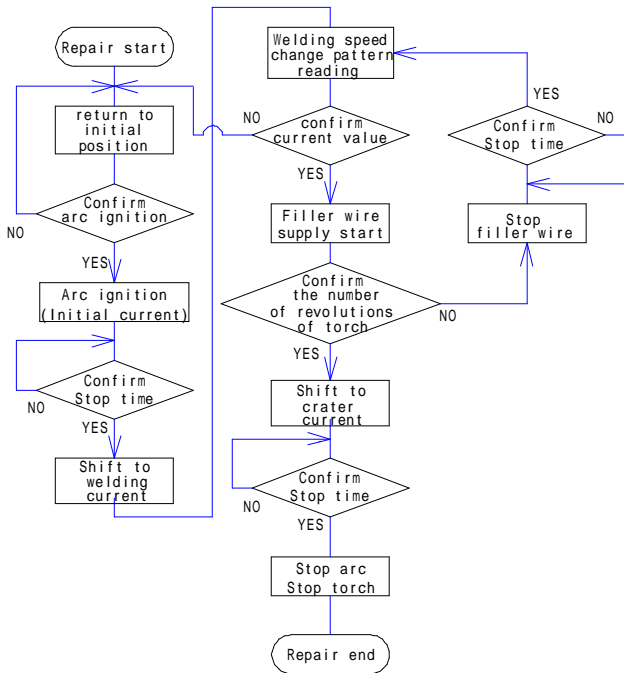 Repair start
return to
initial
position
Confirm
arc ignition
NO
YES
Arc ignition
(Initial current)
Confirm
Stop time
NO
YES
Shift to
welding
current
Welding speed
change pattern
reading
NO
confirm
current value
YES
Filler wire
supply start
Confirm
the number
of revolutions
of torch
NO
YES
Shift to
crater
current
Confirm
Stop time
NO
YES
Stop arc
Stop torch
Repair end
YES
Confirm
Stop time
NO
Stop
filler wire